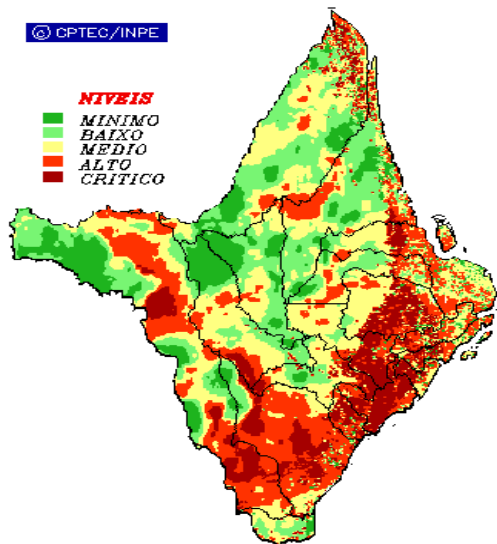 © CPTEC/INPE
NIVEIS
MINIMO
BAIXO
MEDIO
ALTO
CRITICO